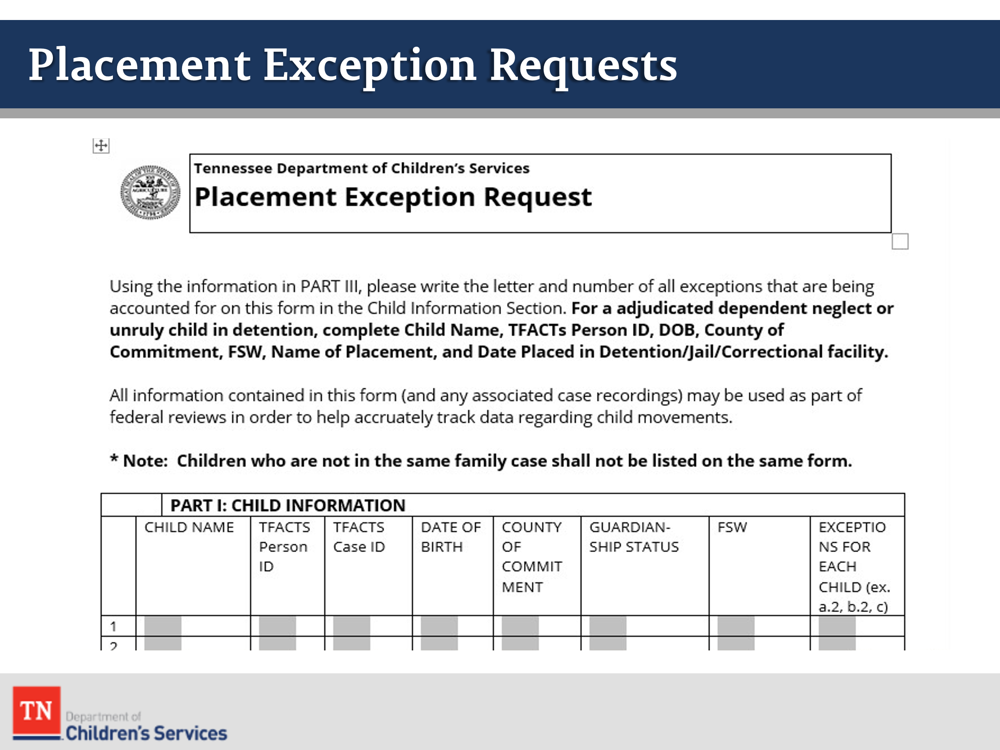 Placement Exception Requests
Tennessee Department of Children’s Services
Placement Exception Request
AGRICULTURE
Using the information in PART III, please write the letter and number of all exceptions that are being
accounted for on this form in the Child Information Section. For a adjudicated dependent neglect or
unruly child in detention, complete Child Name, TFACTs Person ID, DOB, County of
Commitment, FSW, Name of Placement, and Date Placed in Detention/Jail/Correctional facility.
All information contained in this form (and any associated case recordings) may be used as part of
federal reviews in order to help accruately track data regarding child movements.
* Note:  Children who are not in the same family case shall not be listed on the same form.
PART I: CHILD INFORMATION
CHILD NAME
TFACTS
Person
ID
TFACTS
Case ID
DATE OF
BIRTH
COUNTY
OF
COMMIT
MENT
GUARDIAN-
SHIP STATUS
FSW
EXCEPTIO
NS FOR
EACH
CHILD (ex.
a.2, b.2, c)
1
2
TN
Department of
Children's Services